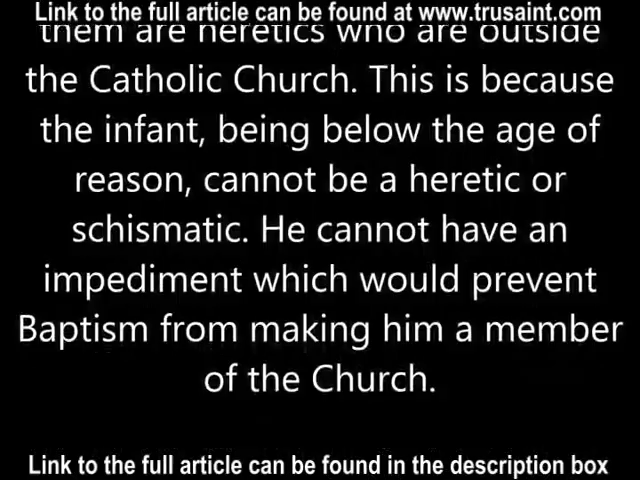 Link to the full article can be found at www.trusaint.com
them are heretics who are outside
the Catholic Church. This is because
the infant, being below the age of
reason, cannot be a heretic or
schismatic. He cannot have an
impediment which would prevent
Baptism from making him a member
of the Church.
Link to the full article can be found in the description box